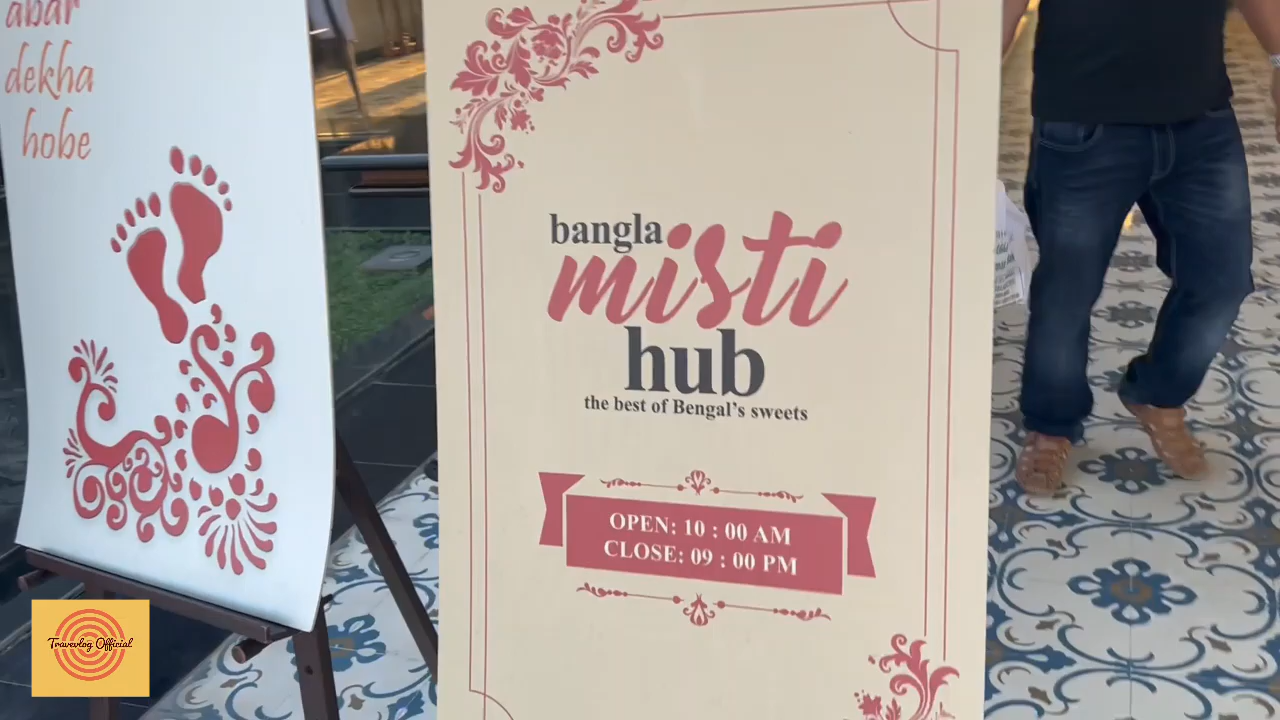 abar
dekha
hobe
bangla
misti
hub
the best of Bengal's sweets
OPEN: 10 : 00 AM
CLOSE: 09 : 00 PM
Travevlog Official